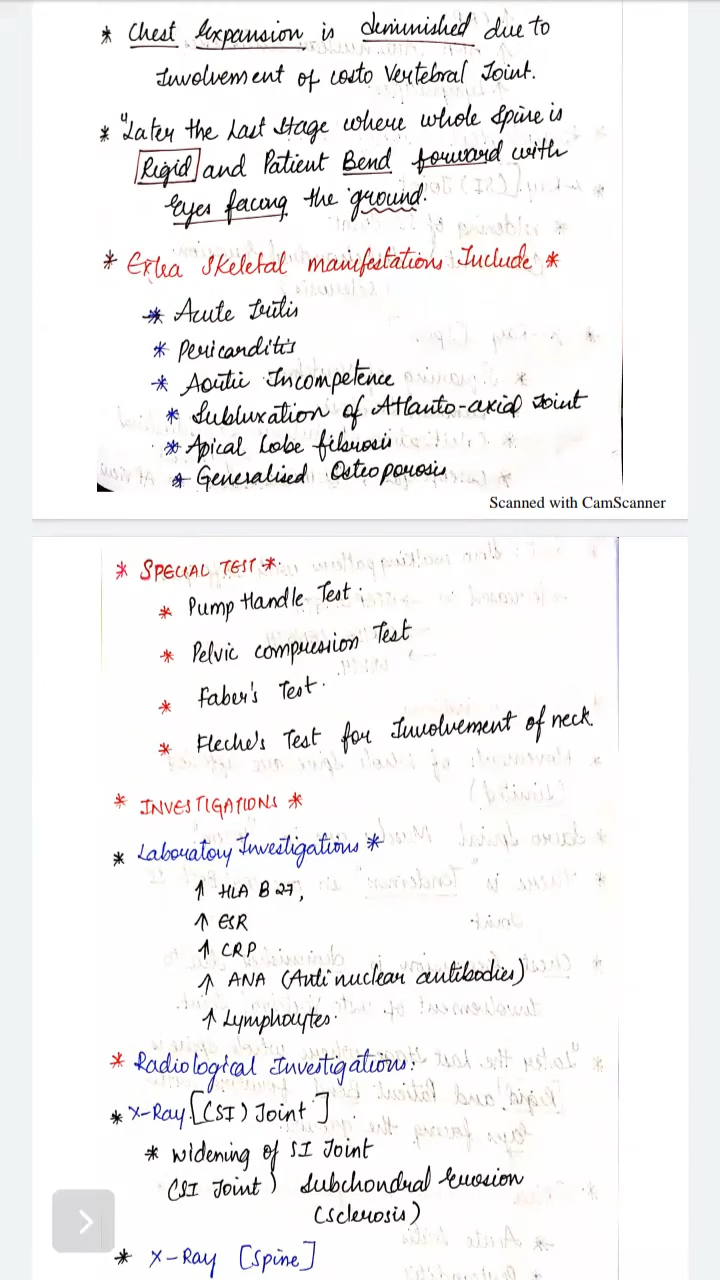 * Chest Expansion is diminished due to
Involvement of costo Vertebral Joint.
* "Later the Last Stage where whole Spine is
Rigid and Patient Bend forward with
Eyes facing the ground.
* Extra Skeletal manifestations Include *
* Acute Iritis
* Pericarditis
* Aortic Incompetence
* Subluxation of Atlanto-axial Joint
* Apical Lobe fibrosis
* Generalised Osteoporosis
Scanned with CamScanner
* SPECIAL TEST *
* Pump Handle Test.
* Pelvic compression Test
* Faber's Test.
* Fleche's Test for Involvement of neck.
* INVESTIGATIONS *
* Laboratory Investigations *
↑ HLA B 27,
↑ ESR
↑ CRP
↑ ANA (Anti nuclear antibodies)
↑ Lymphocytes.
* Radiological Investigations:
* X-Ray [(SI) Joint]
* widening of SI Joint
(SI Joint) Subchondral Erosion
(sclerosis)
* X-Ray [Spine]